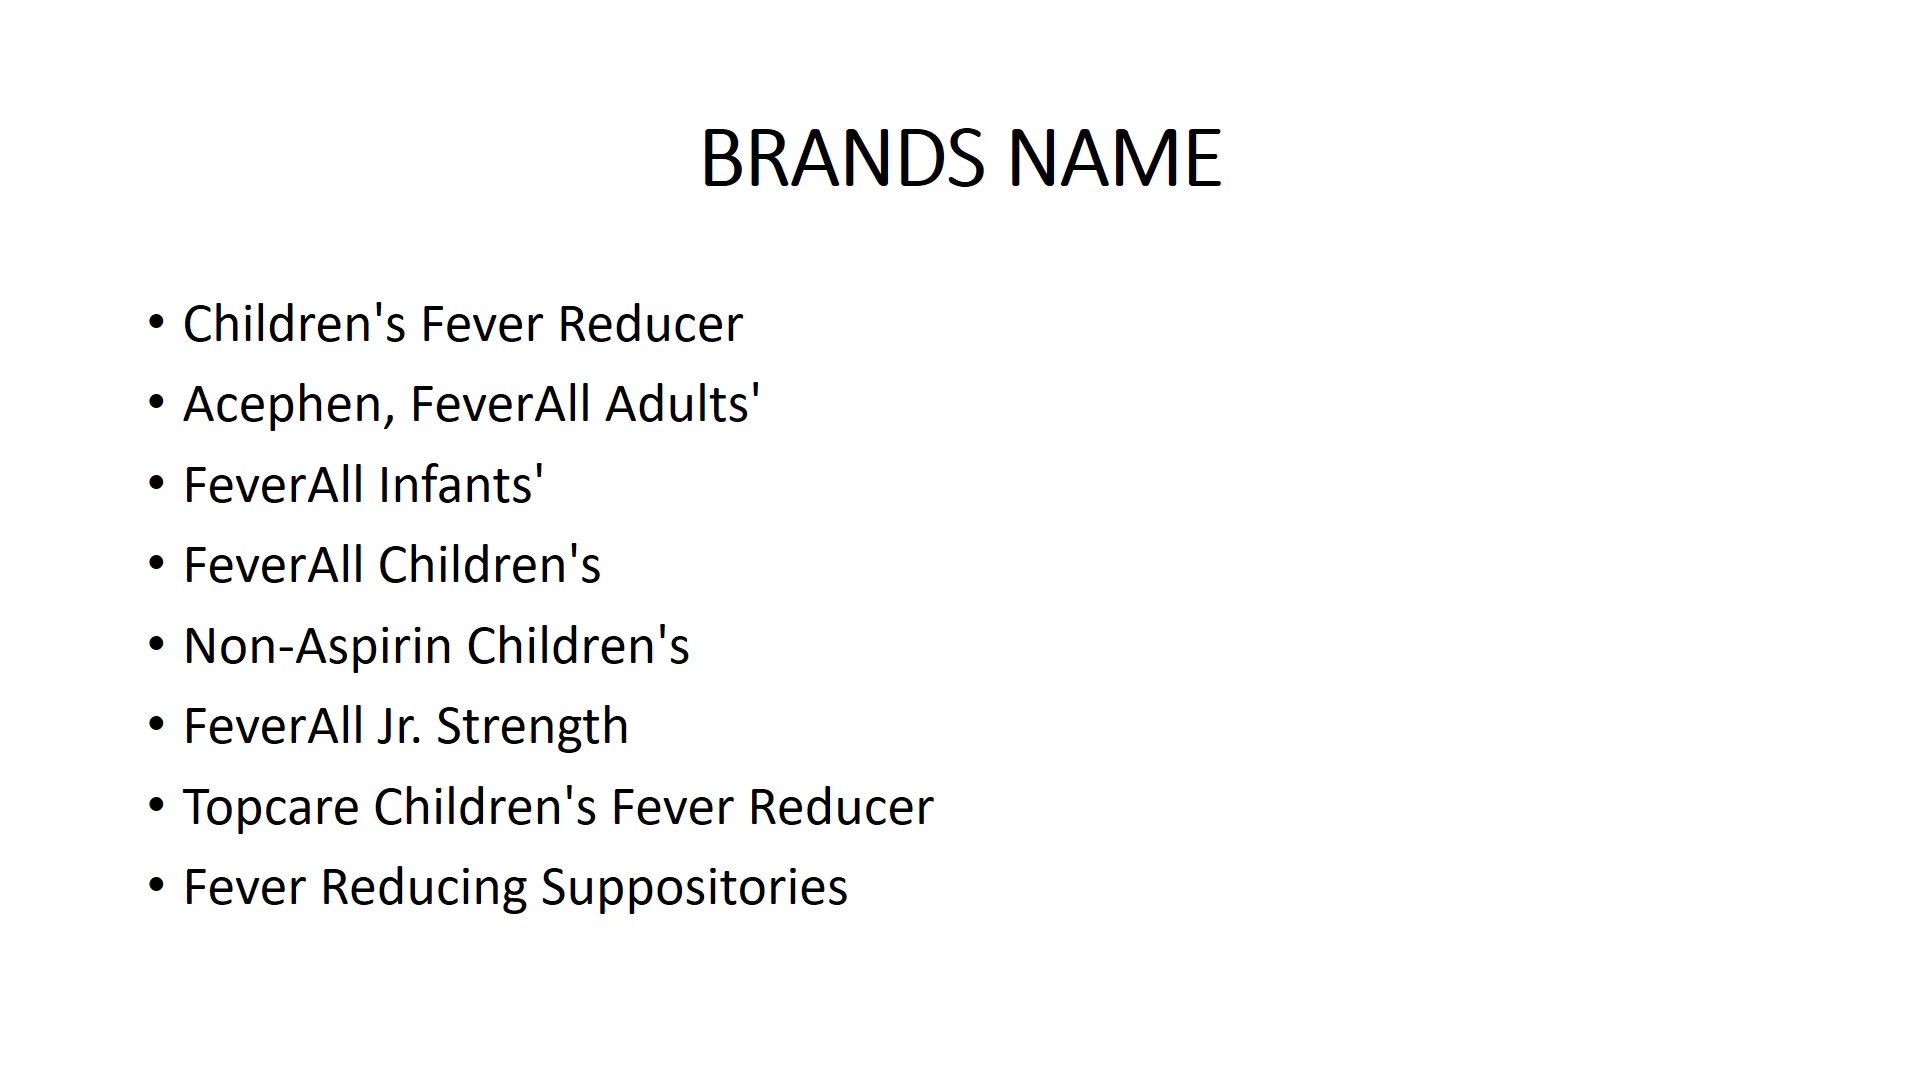 BRANDS NAME
• Children's Fever Reducer
• Acephen, FeverAll Adults'
• FeverAll Infants'
• FeverAll Children's
• Non-Aspirin Children's
• FeverAll Jr. Strength
• Topcare Children's Fever Reducer
• Fever Reducing Suppositories